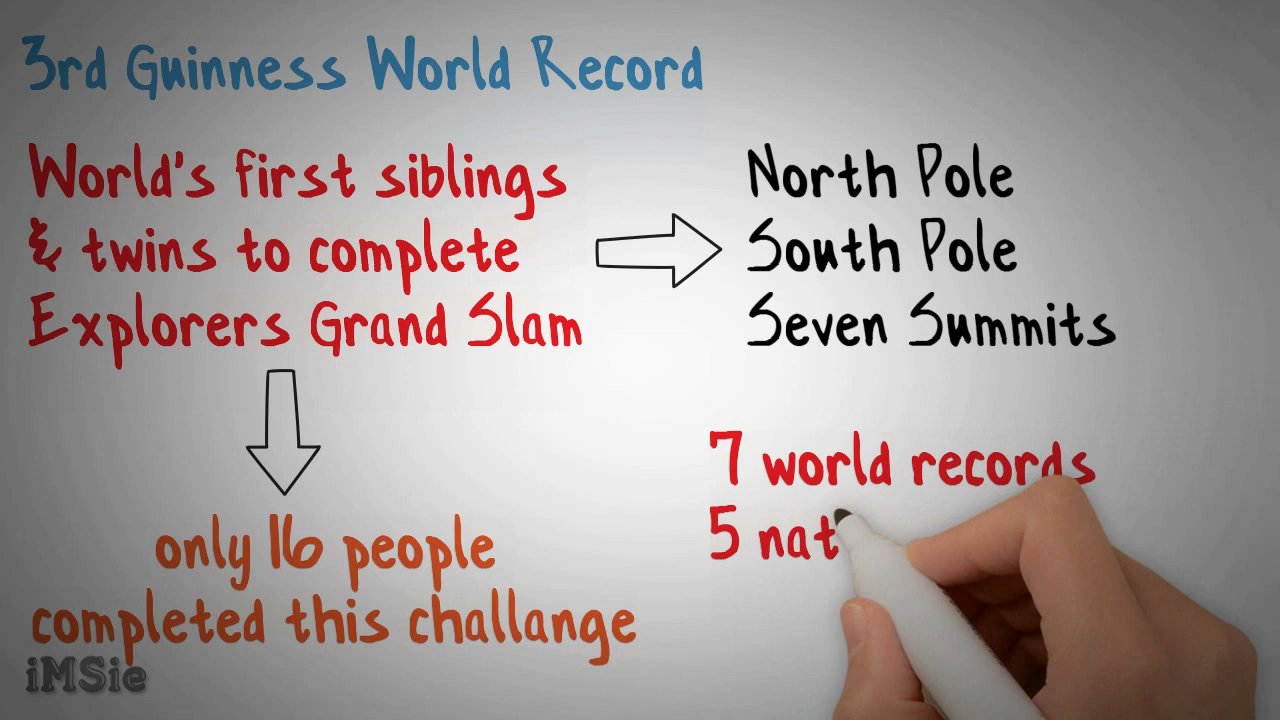 3rd Guinness World Record
World's first siblings
& twins to complete
Explorers Grand Slam
North Pole
South Pole
Seven Summits
only 16 people
completed this challange
7 world records
5 nat
iMSie